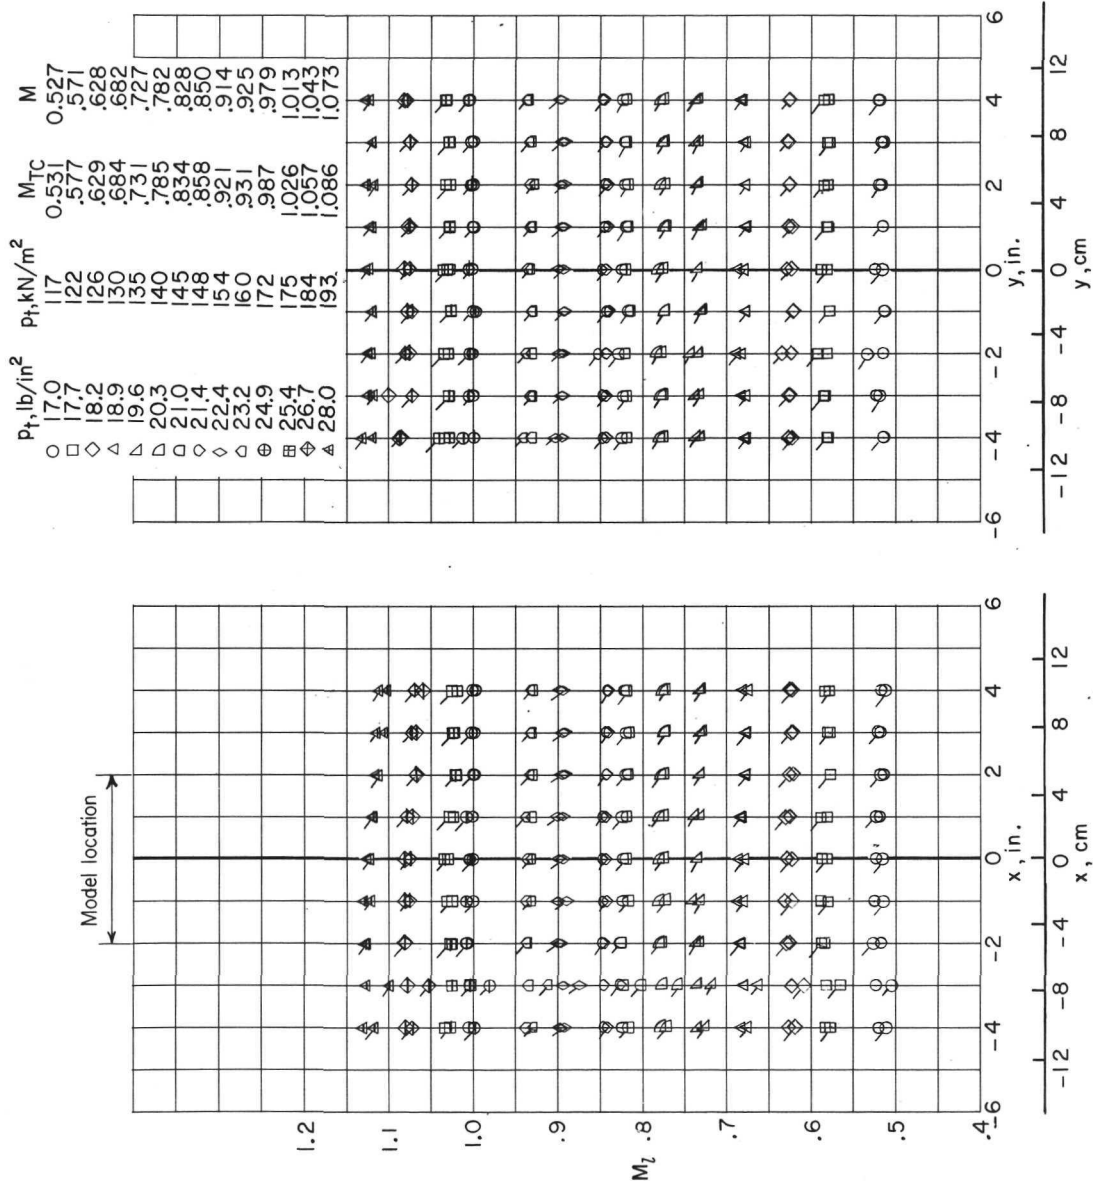 pt,lb/in² pt,kN/m² MTC M
17.0 117 0.531 0.527
17.7 122 .577 .571
18.2 126 .629 .628
18.9 130 .684 .682
19.6 135 .731 .727
20.3 140 .785 .782
21.0 145 .834 .828
21.4 148 .858 .850
22.4 154 .921 .914
23.2 160 .931 .925
24.9 172 .987 .979
25.4 175 1.026 1.013
26.7 184 1.057 1.043
28.0 193 1.086 1.073
Model location
1.2
1.1
1.0
.9
.8
.7
.6
.5
.4
Ml
-6 -4 -2 0 2 4 6
x, in.
-12 -8 -4 0 4 8 12
x, cm
-6 -4 -2 0 2 4 6
y, in.
-12 -8 -4 0 4 8 12
y, cm